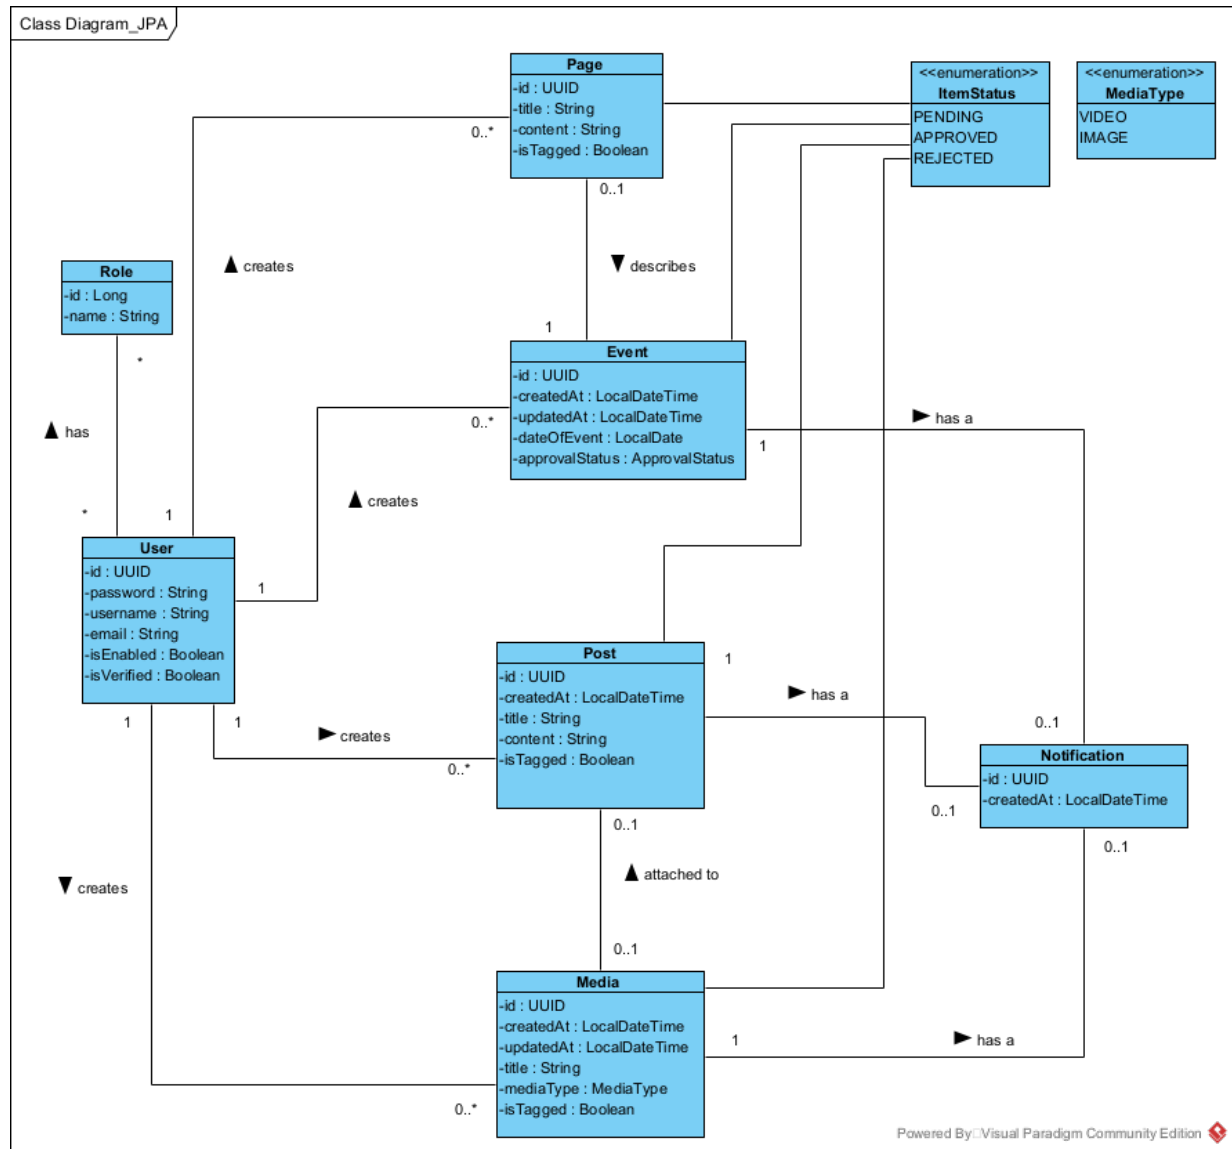 Class Diagram_JPA
Page
-id : UUID
-title : String
-content : String
-isTagged : Boolean
<<enumeration>>
ItemStatus
PENDING
APPROVED
REJECTED
<<enumeration>>
MediaType
VIDEO
IMAGE
0..*
0..1
creates
describes
Role
-id : Long
-name : String
*
has
*
1
1
Event
-id : UUID
-createdAt : LocalDateTime
-updatedAt : LocalDateTime
-dateOfEvent : LocalDate
-approvalStatus : ApprovalStatus
0..*
has a
1
creates
User
-id : UUID
-password : String
-username : String
-email : String
-isEnabled : Boolean
-isVerified : Boolean
1
1
1
creates
0..*
Post
-id : UUID
-createdAt : LocalDateTime
-title : String
-content : String
-isTagged : Boolean
1
has a
0..1
0..1
Notification
-id : UUID
-createdAt : LocalDateTime
0..1
0..1
attached to
0..1
creates
Media
-id : UUID
-createdAt : LocalDateTime
-updatedAt : LocalDateTime
-title : String
-mediaType : MediaType
-isTagged : Boolean
0..*
1
has a
Powered By Visual Paradigm Community Edition